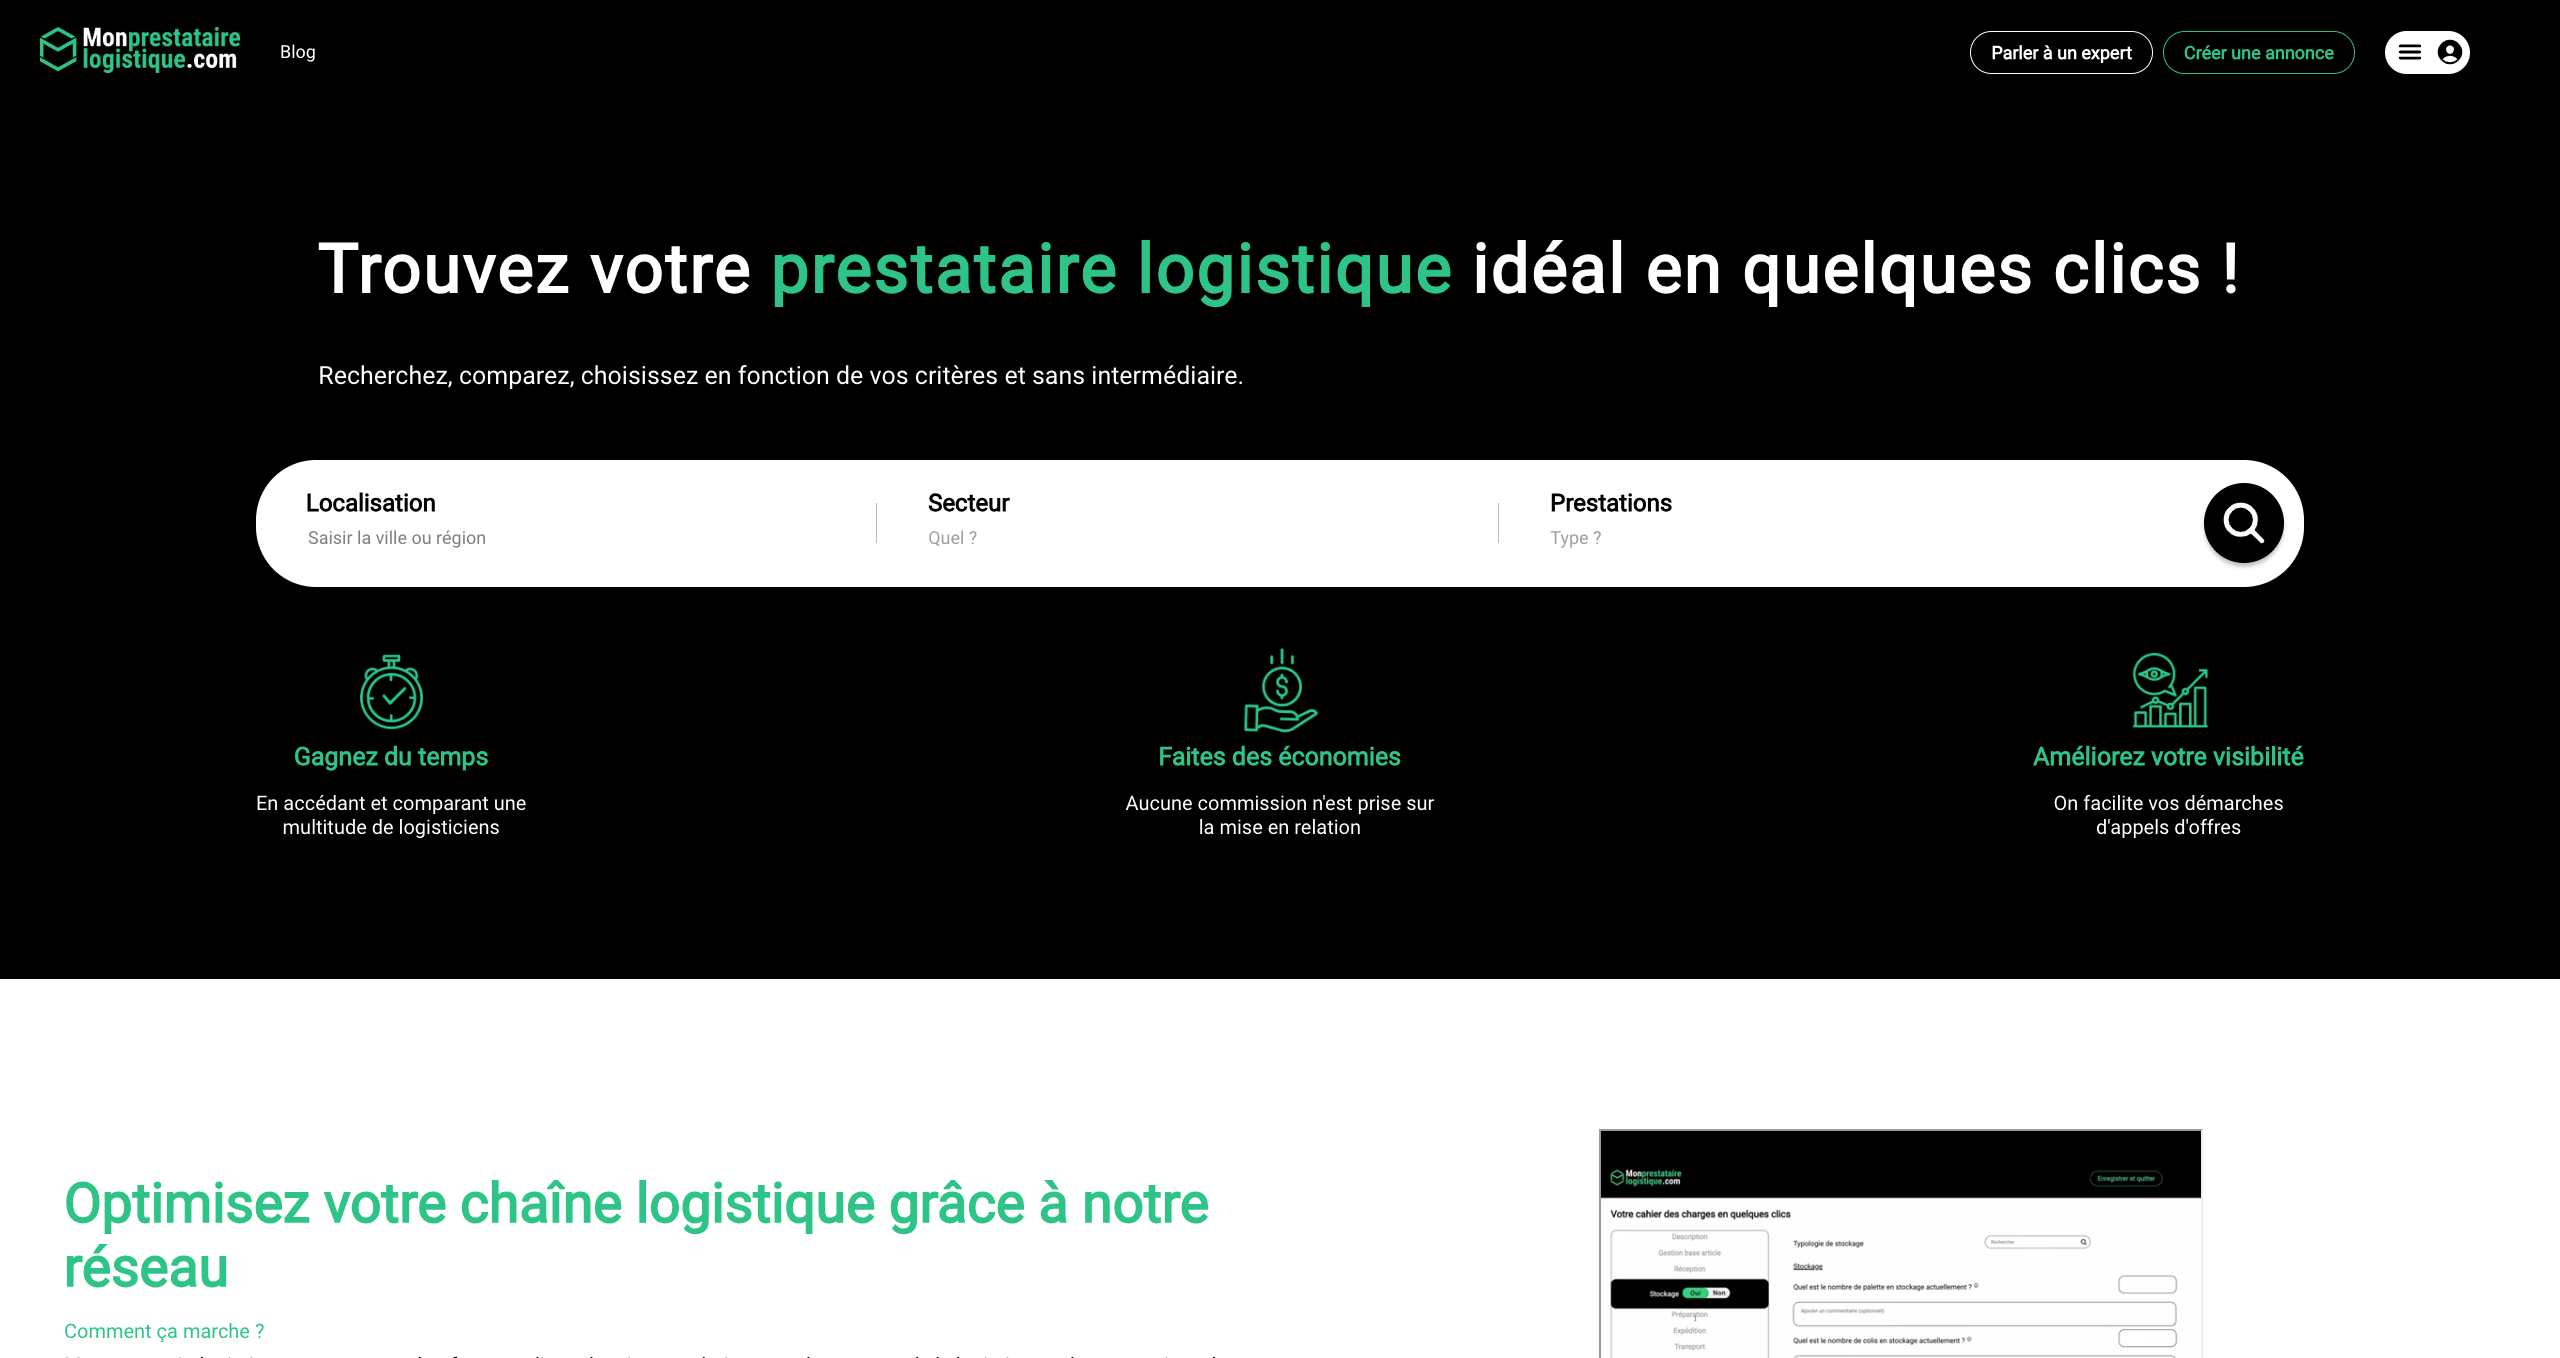 Monprestataire
logistique.com
Blog
Parler à un expert
Créer une annonce
Trouvez votre prestataire logistique idéal en quelques clics !
Recherchez, comparez, choisissez en fonction de vos critères et sans intermédiaire.
Localisation
Saisir la ville ou région
Secteur
Quel ?
Prestations
Type ?
Gagnez du temps
En accédant et comparant une
multitude de logisticiens
Faites des économies
Aucune commission n'est prise sur
la mise en relation
Améliorez votre visibilité
On facilite vos démarches
d'appels d'offres
Optimisez votre chaîne logistique grâce à notre
réseau
Comment ça marche ?
Monprestataire
logistique.com
Enregistrer et quitter
Votre cahier des charges en quelques clics
Description
Gestion base article
Réception
Stockage Oui Non
Préparation
Expédition
Transport
Typologie de stockage
Rechercher
Stockage
Quel est le nombre de palette en stockage actuellement ?
Ajouter un commentaire (optionnel)
Quel est le nombre de colis en stockage actuellement ?